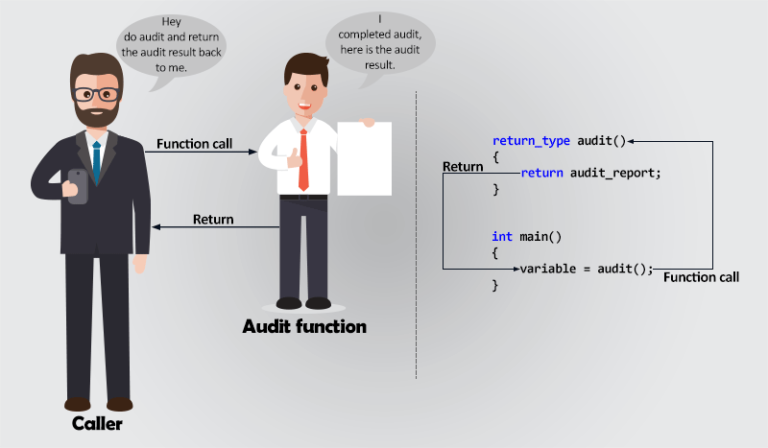 Hey
do audit and return
the audit result back
to me.
I
completed audit,
here is the audit
result.
Function call
Return
Audit function
Caller
return_type audit()
{
Return
return audit_report;
}
int main()
{
variable = audit();
Function call
}